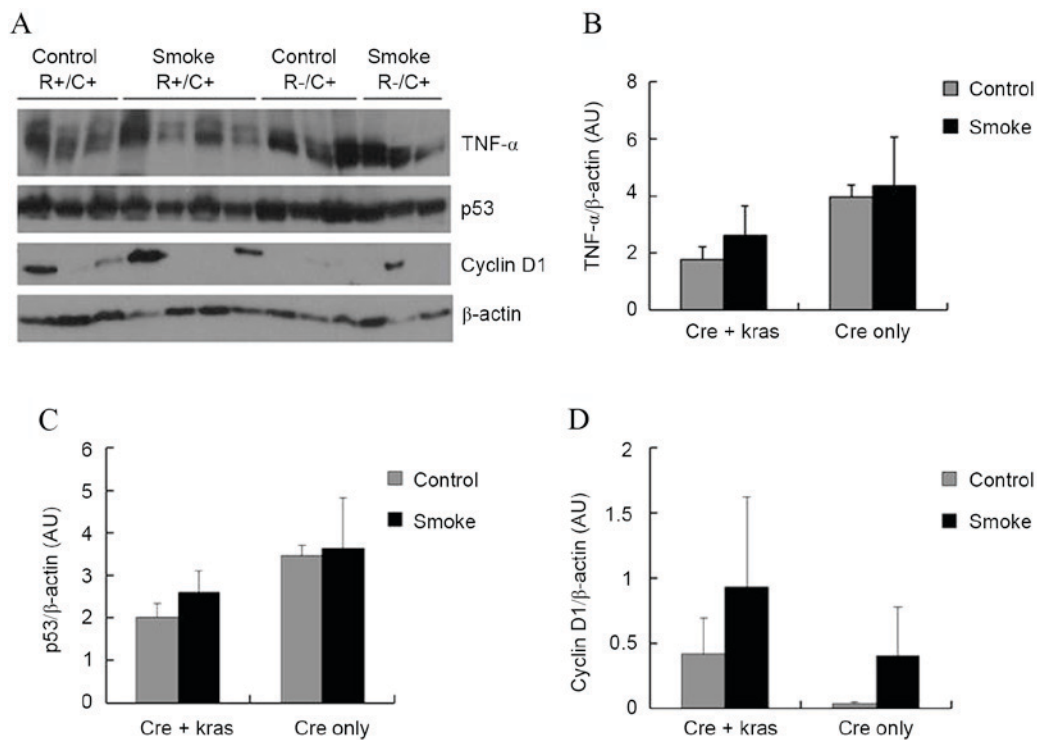 A
Control Smoke Control Smoke
R+/C+ R+/C+ R-/C+ R-/C+
TNF-α
p53
Cyclin D1
β-actin
B
TNF-α/β-actin (AU)
8
6
4
2
0
Cre + kras Cre only
Control
Smoke
C
p53/β-actin (AU)
6
5
4
3
2
1
0
Cre + kras Cre only
Control
Smoke
D
Cyclin D1/β-actin (AU)
2
1.5
1
0.5
0
Cre + kras Cre only
Control
Smoke